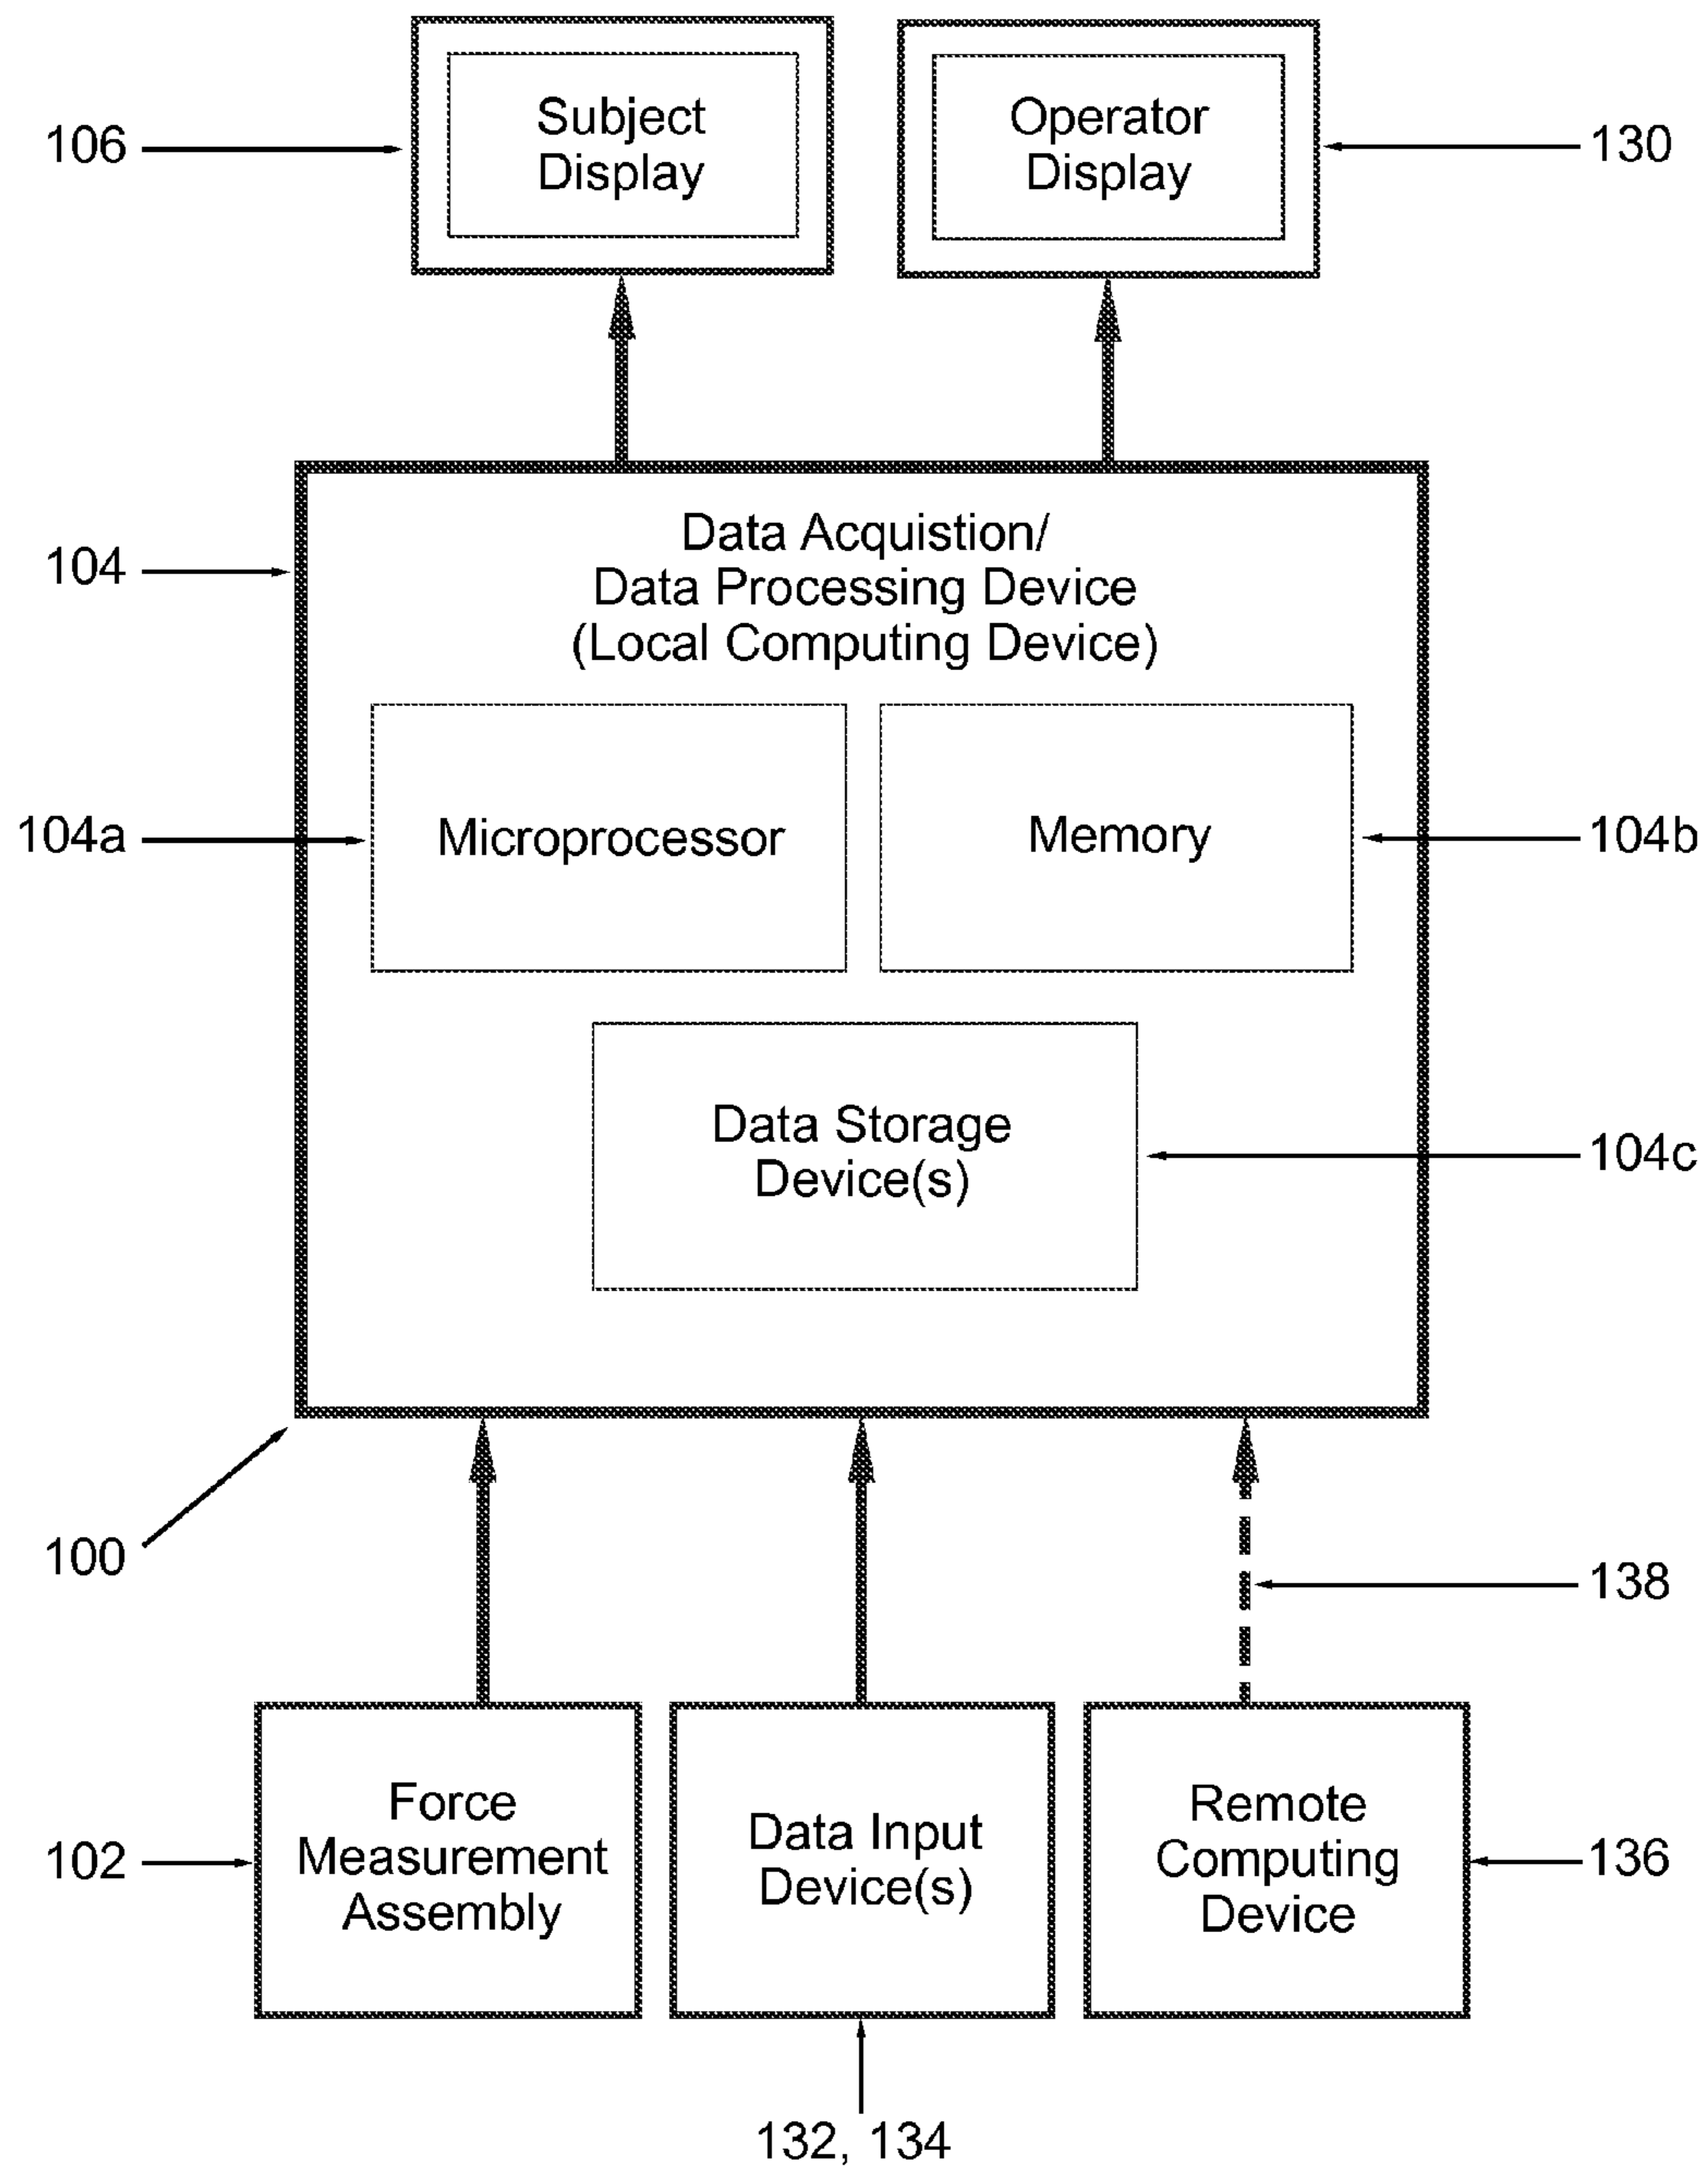 106
Subject
Display
Operator
Display
130
104
Data Acquistion/
Data Processing Device
(Local Computing Device)
104a
Microprocessor
Memory
104b
Data Storage
Device(s)
104c
100
138
102
Force
Measurement
Assembly
Data Input
Device(s)
Remote
Computing
Device
136
132, 134